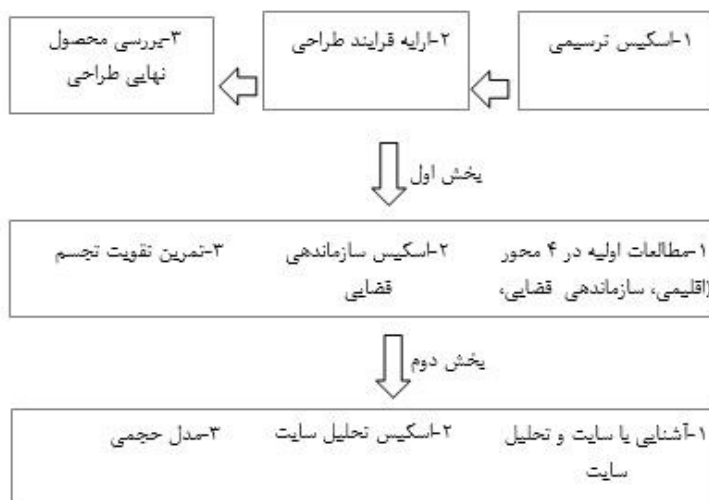 ۱-اسکیس ترسیمی
۲-ارایه فرایند طراحی
۳-بررسی محصول
نهایی طراحی
بخش اول
۱-مطالعات اولیه در ۴ محور
(اقلیمی، سازماندهی فضایی،
۲-اسکیس سازماندهی
فضایی
۳-تمرین تقویت تجسم
بخش دوم
۱-آشنایی با سایت و تحلیل
سایت
۲-اسکیس تحلیل سایت
۳-مدل حجمی